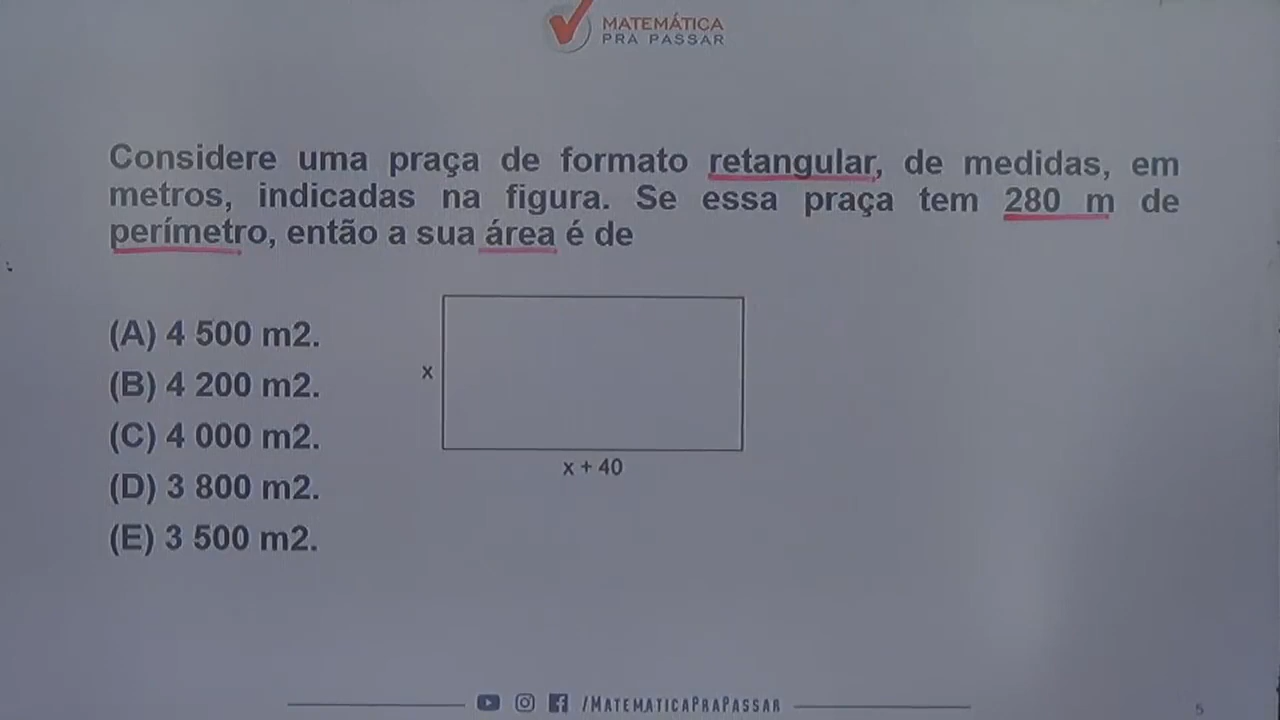 MATEMÁTICA
PRA PASSAR
Considere uma praça de formato retangular, de medidas, em
metros, indicadas na figura. Se essa praça tem 280 m de
perímetro, então a sua área é de
(A) 4 500 m2.
(B) 4 200 m2.
(C) 4 000 m2.
(D) 3 800 m2.
(E) 3 500 m2.
x
x + 40
/MATEMATICAPRAPASSAR
5